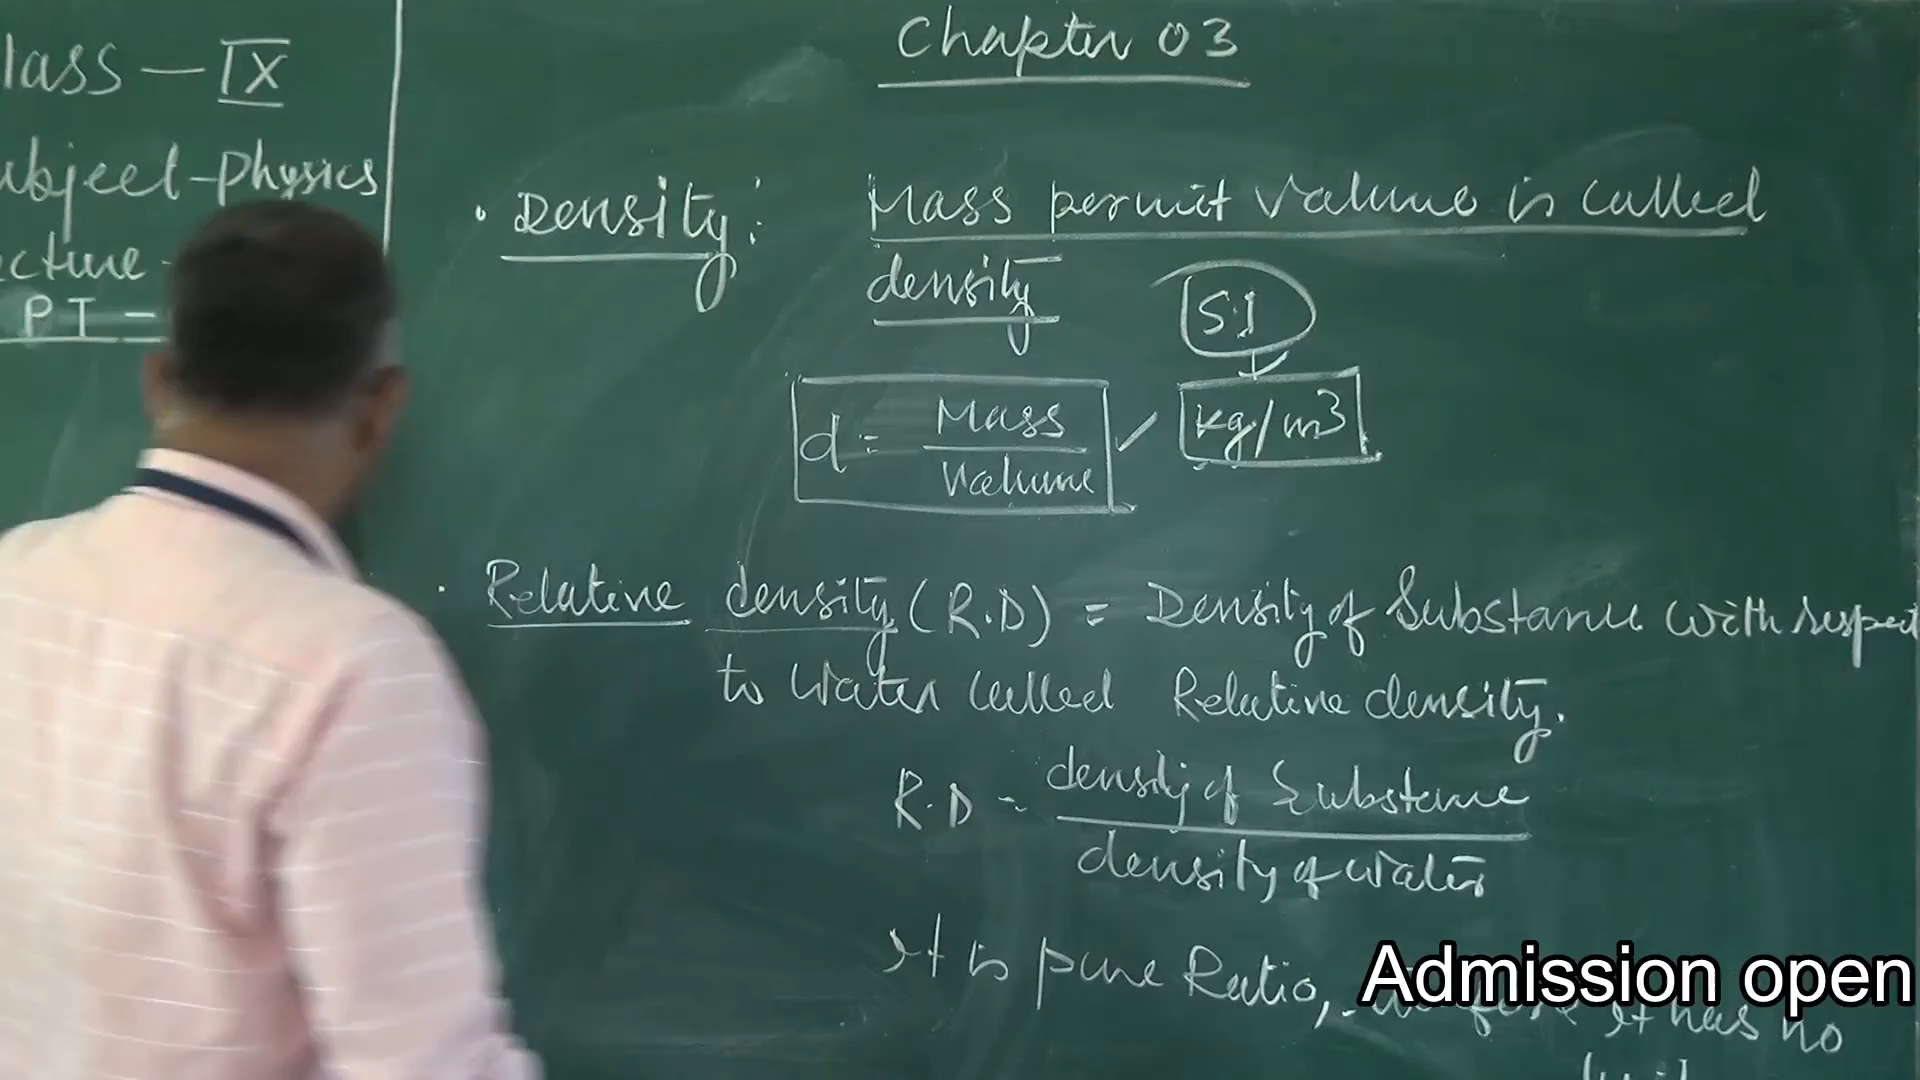 lass - IX
ubject - Physics
ecture -
PT -
Chapter 03
• Density: Mass per unit Volume is called
density
S.I
d = Mass
Volume
kg/m3
• Relative density (R.D) = Density of Substance with respect
to Water called Relative density.
R.D = density of Substance
density of water
It is pure Ratio, it has no
Admission open